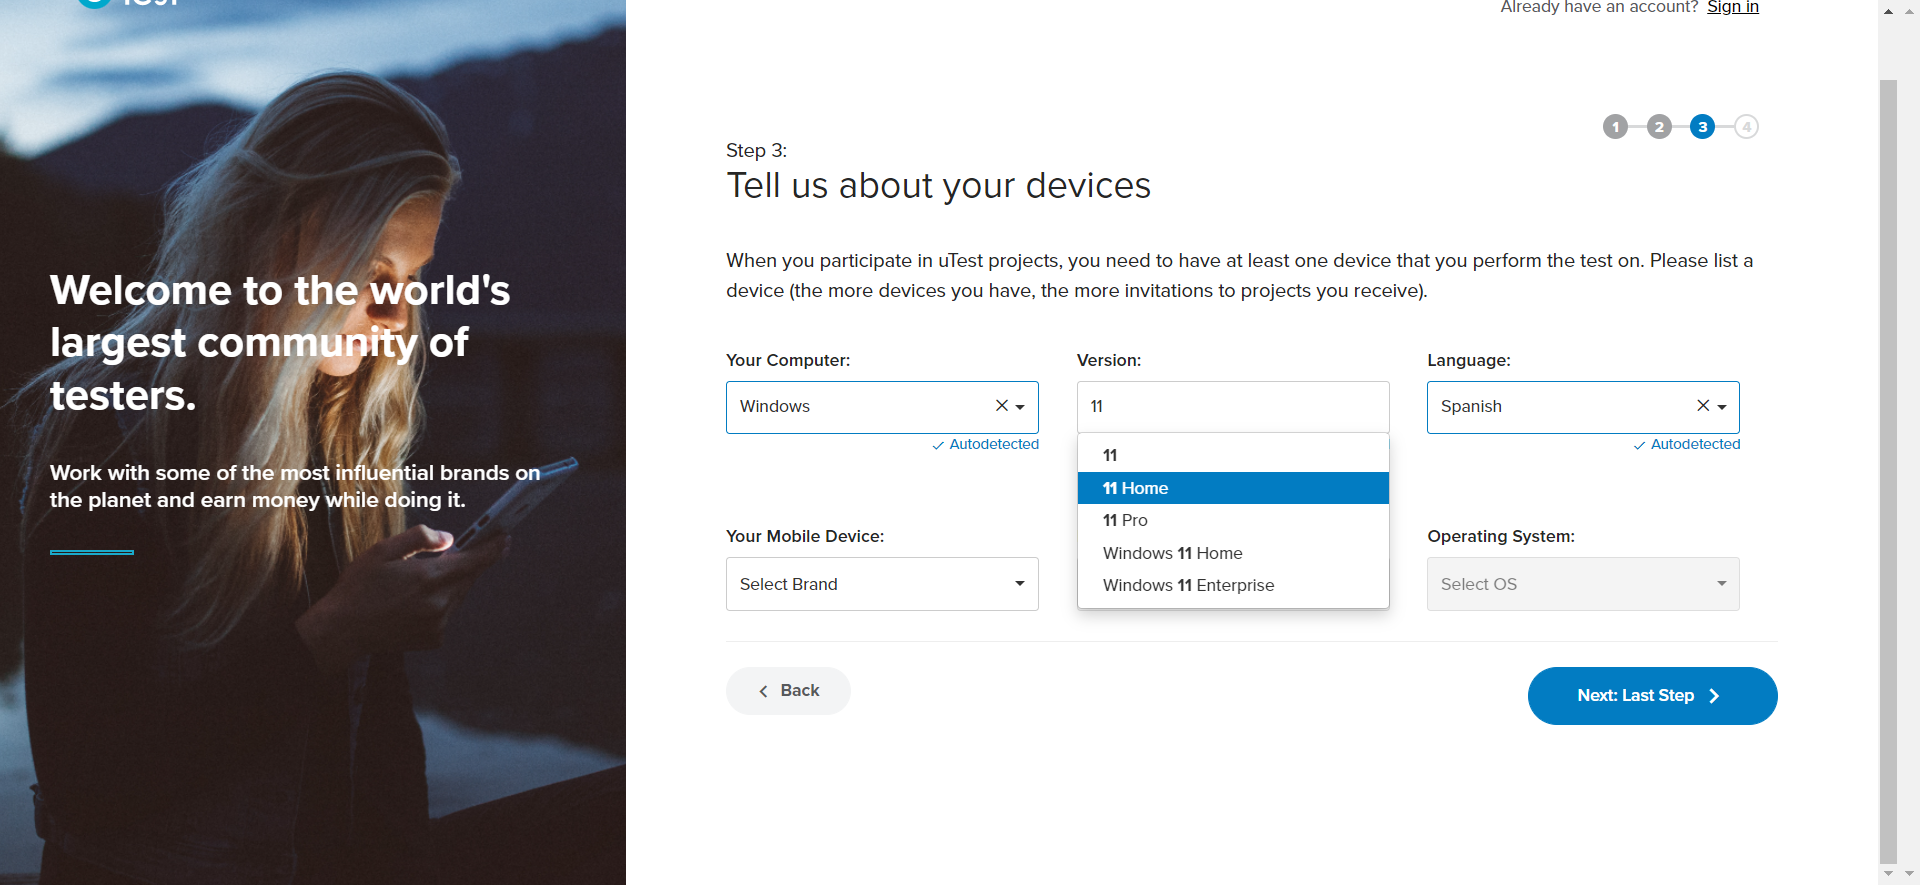 Already have an account? Sign in
1 2 3 4
Step 3:
Tell us about your devices
Welcome to the world's
largest community of
testers.
Work with some of the most influential brands on
the planet and earn money while doing it.
When you participate in uTest projects, you need to have at least one device that you perform the test on. Please list a
device (the more devices you have, the more invitations to projects you receive).
Your Computer: Version: Language:
Windows 11 Spanish
Autodetected Autodetected
11
11 Home
11 Pro
Windows 11 Home
Windows 11 Enterprise
Your Mobile Device: Operating System:
Select Brand Select OS
Back Next: Last Step